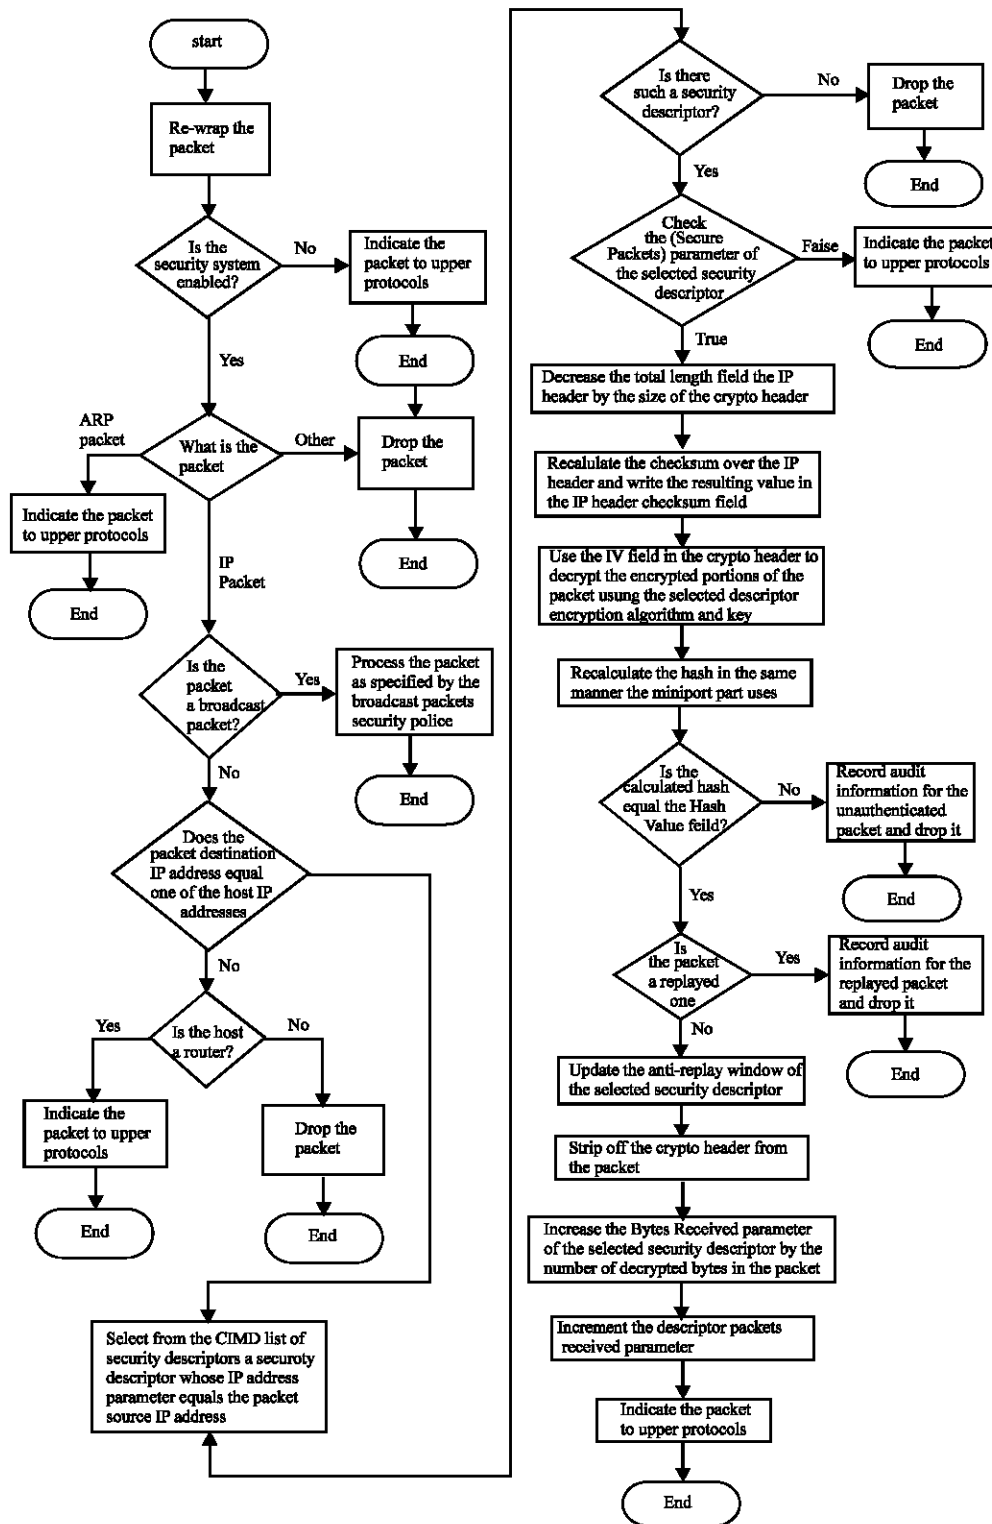 start
Re-wrap the
packet
Is the
security system
enabled?
No
Indicate the
packet to upper
protocols
End
Yes
What is the
packet
ARP
packet
Indicate the packet
to upper protocols
End
Other
Drop the
packet
End
IP
Packet
Is the
packet
a broadcast
packet?
Yes
Process the packet
as specified by the
broadcast packets
security police
End
No
Does the
packet destination
IP address equal
one of the host IP
addresses
No
Is the host
a router?
Yes
Indicate the
packet to upper
protocols
End
No
Drop the
packet
End
Select from the CIMD list of
security descriptors a securoty
descriptor whose IP address
parameter equals the packet
source IP address
Is there
such a security
descriptor?
No
Drop the
packet
End
Yes
Check
the (Secure
Packets) parameter of
the selected security
descriptor
Faise
Indicate the packet
to upper protocols
End
True
Decrease the total length field the IP
header by the size of the crypto header
Recalulate the checksum over the IP
header and write the resulting value in
the IP header checksum field
Use the IV field in the crypto header to
decrypt the encrypted portions of the
packet usung the selected descriptor
encryption algorithm and key
Recalculate the hash in the same
manner the miniport part uses
Is the
calculated hash
equal the Hash
Value feild?
No
Record audit
information for the
unauthenticated
packet and drop it
End
Yes
Is
the packet
a replayed
one
Yes
Record audit
information for the
replayed packet
and drop it
End
No
Update the anti-replay window of
the selected security descriptor
Strip off the crypto header from
the packet
Increase the Bytes Received parameter
of the selected security descriptor by the
number of decrypted bytes in the packet
Increment the descriptor packets
received parameter
Indicate the packet
to upper protocols
End